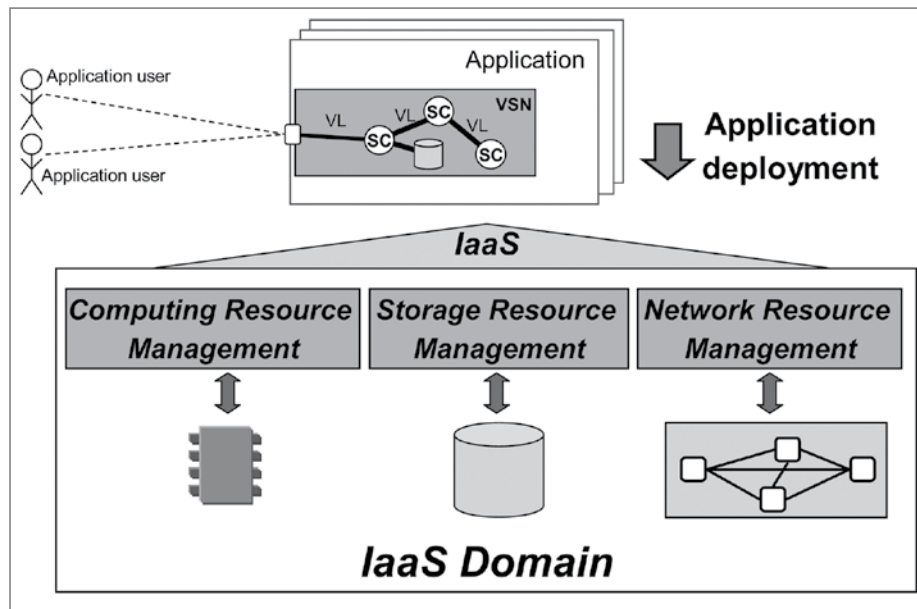 Application user
Application user
Application
VSN
VL
SC
VL
SC
VL
SC
Application
deployment
IaaS
Computing Resource
Management
Storage Resource
Management
Network Resource
Management
IaaS Domain